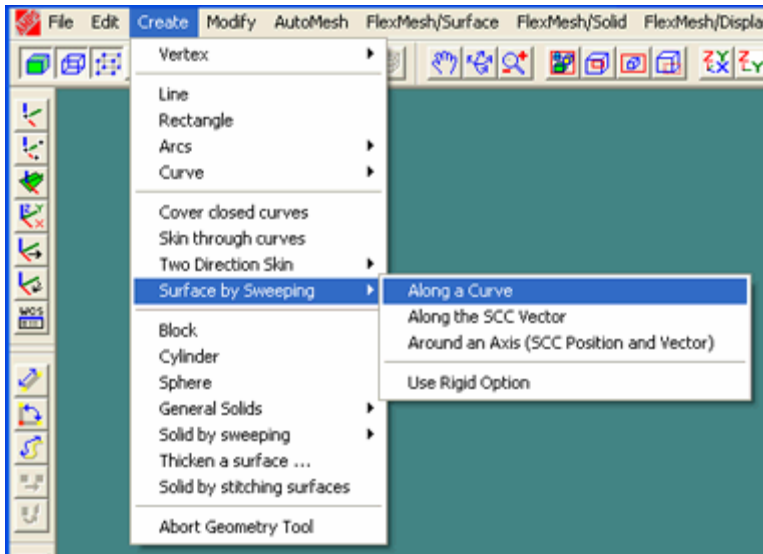 File Edit Create Modify AutoMesh FlexMesh/Surface FlexMesh/Solid FlexMesh/Displa
Vertex
Line
Rectangle
Arcs
Curve
Cover closed curves
Skin through curves
Two Direction Skin
Surface by Sweeping
Along a Curve
Along the SCC Vector
Around an Axis (SCC Position and Vector)
Use Rigid Option
Block
Cylinder
Sphere
General Solids
Solid by sweeping
Thicken a surface ...
Solid by stitching surfaces
Abort Geometry Tool
WCS